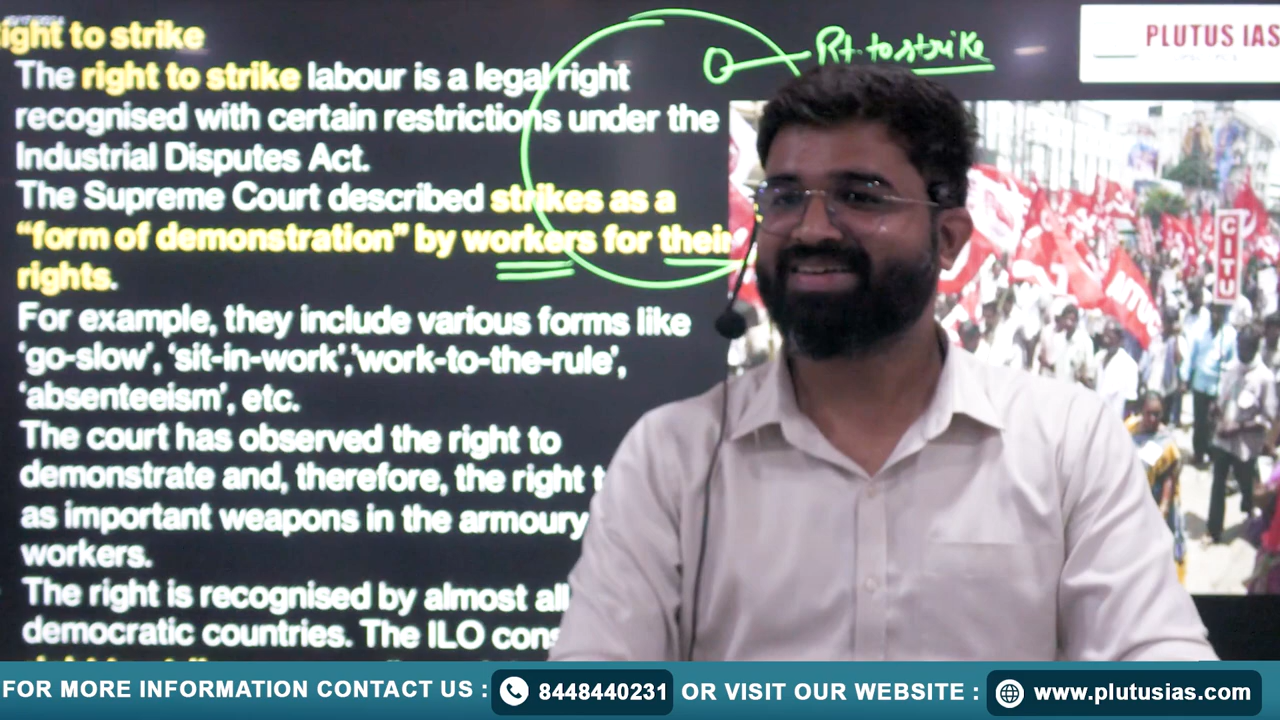 ight to strike
Rt. to strike
PLUTUS IAS
The right to strike labour is a legal right
recognised with certain restrictions under the
Industrial Disputes Act.
The Supreme Court described strikes as a
“form of demonstration” by workers for their
rights.
For example, they include various forms like
‘go-slow’, ‘sit-in-work’,’work-to-the-rule’,
‘absenteeism’, etc.
The court has observed the right to
demonstrate and, therefore, the right t
as important weapons in the armoury
workers.
The right is recognised by almost all
democratic countries. The ILO cons
CITU
FOR MORE INFORMATION CONTACT US : 8448440231 OR VISIT OUR WEBSITE : www.plutusias.com